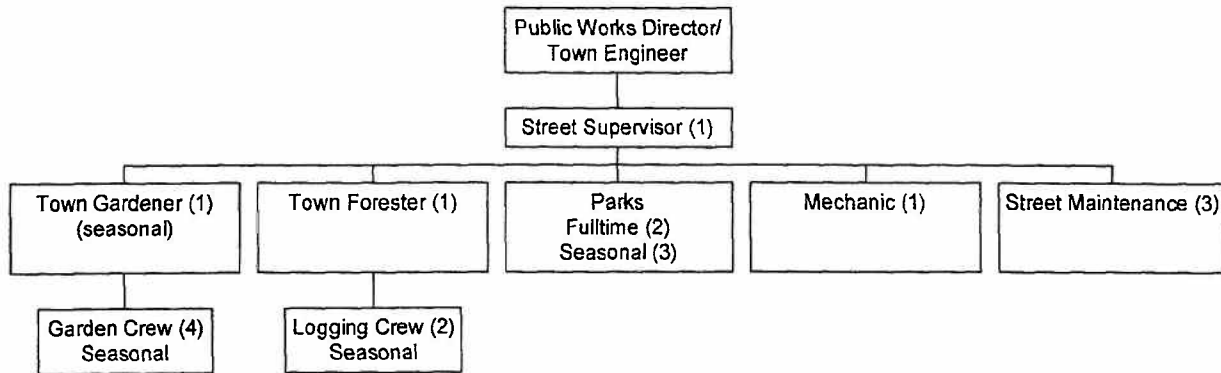 Public Works Director/
Town Engineer
Street Supervisor (1)
Town Gardener (1)
(seasonal)
Town Forester (1)
Parks
Fulltime (2)
Seasonal (3)
Mechanic (1)
Street Maintenance (3)
Garden Crew (4)
Seasonal
Logging Crew (2)
Seasonal